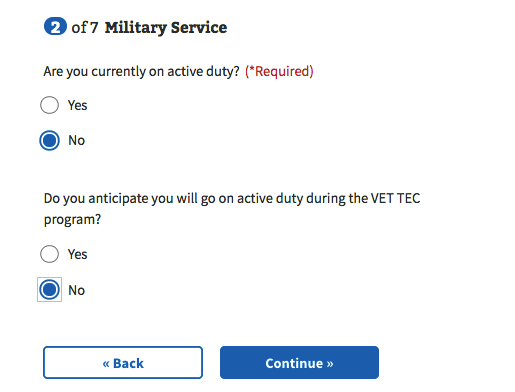 2 of 7 Military Service
Are you currently on active duty? (*Required)
Yes
No
Do you anticipate you will go on active duty during the VET TEC
program?
Yes
No
« Back
Continue »